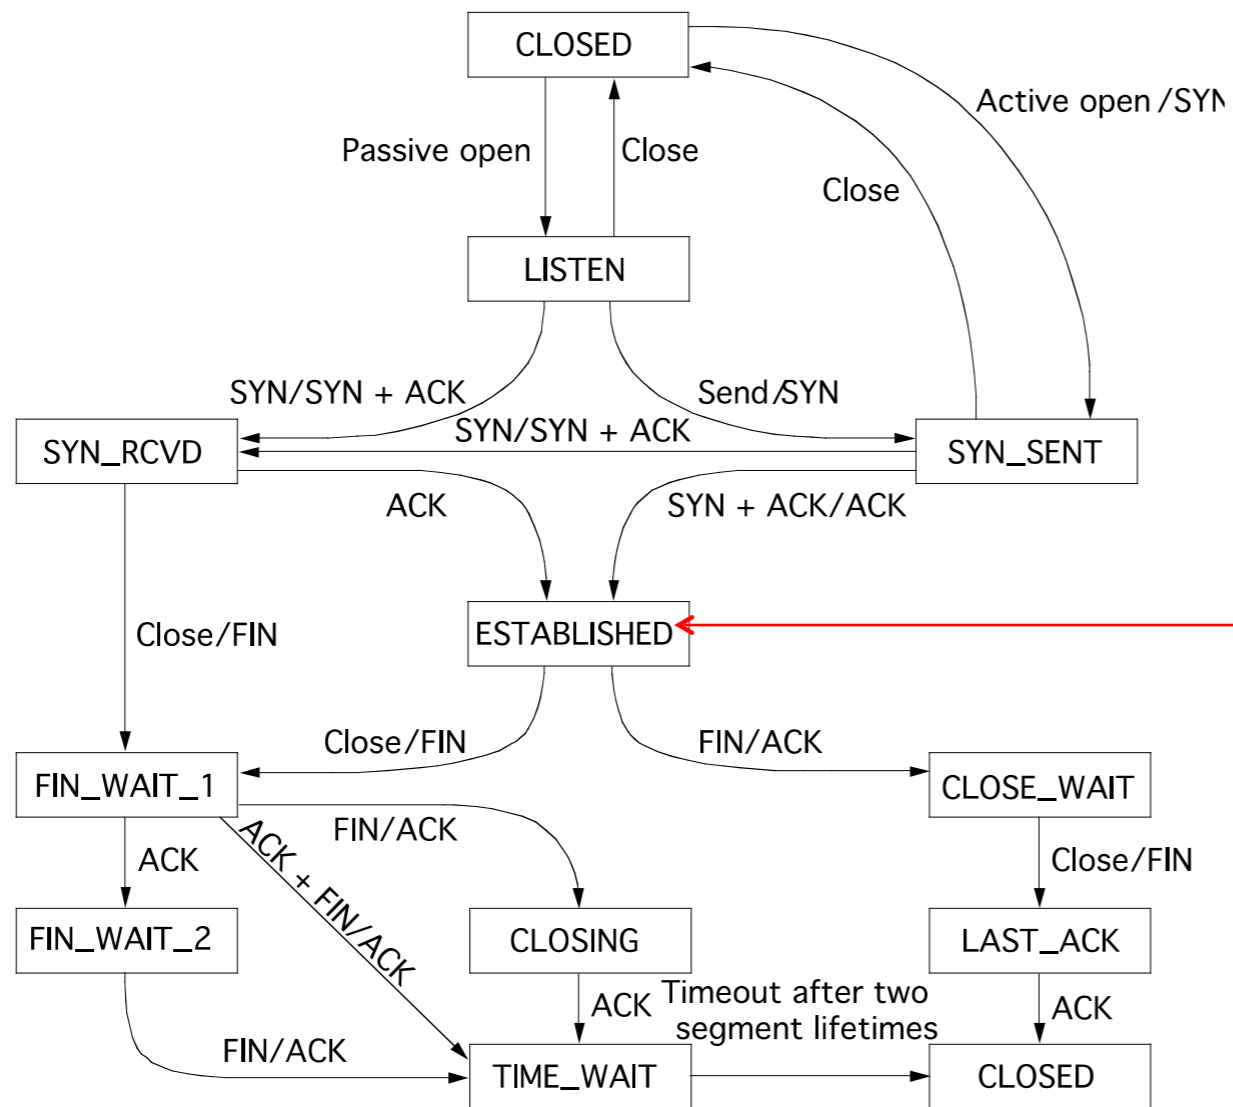 CLOSED
Active open /SYN
Passive open
Close
Close
LISTEN
SYN/SYN + ACK
Send/SYN
SYN/SYN + ACK
SYN_RCVD
SYN_SENT
ACK
SYN + ACK/ACK
Close/FIN
ESTABLISHED
Close/FIN
FIN/ACK
FIN_WAIT_1
CLOSE_WAIT
FIN/ACK
ACK
ACK + FIN/ACK
Close/FIN
FIN_WAIT_2
CLOSING
LAST_ACK
ACK
Timeout after two
segment lifetimes
ACK
FIN/ACK
TIME_WAIT
CLOSED